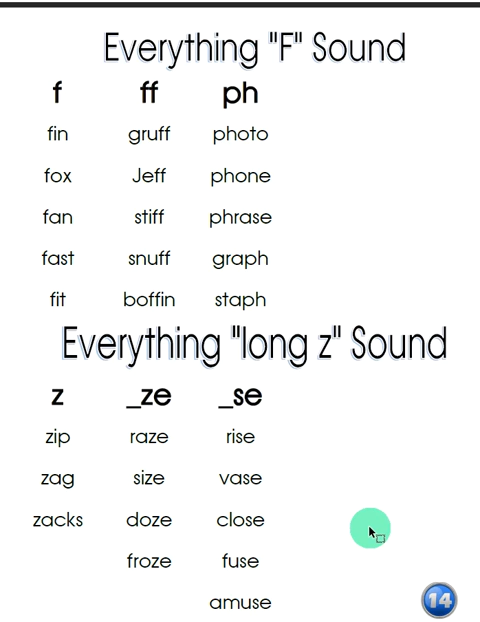 Everything "F" Sound
f ff ph
fin gruff photo
fox Jeff phone
fan stiff phrase
fast snuff graph
fit boffin staph
Everything "long z" Sound
z _ze _se
zip raze rise
zag size vase
zacks doze close
froze fuse
amuse
14